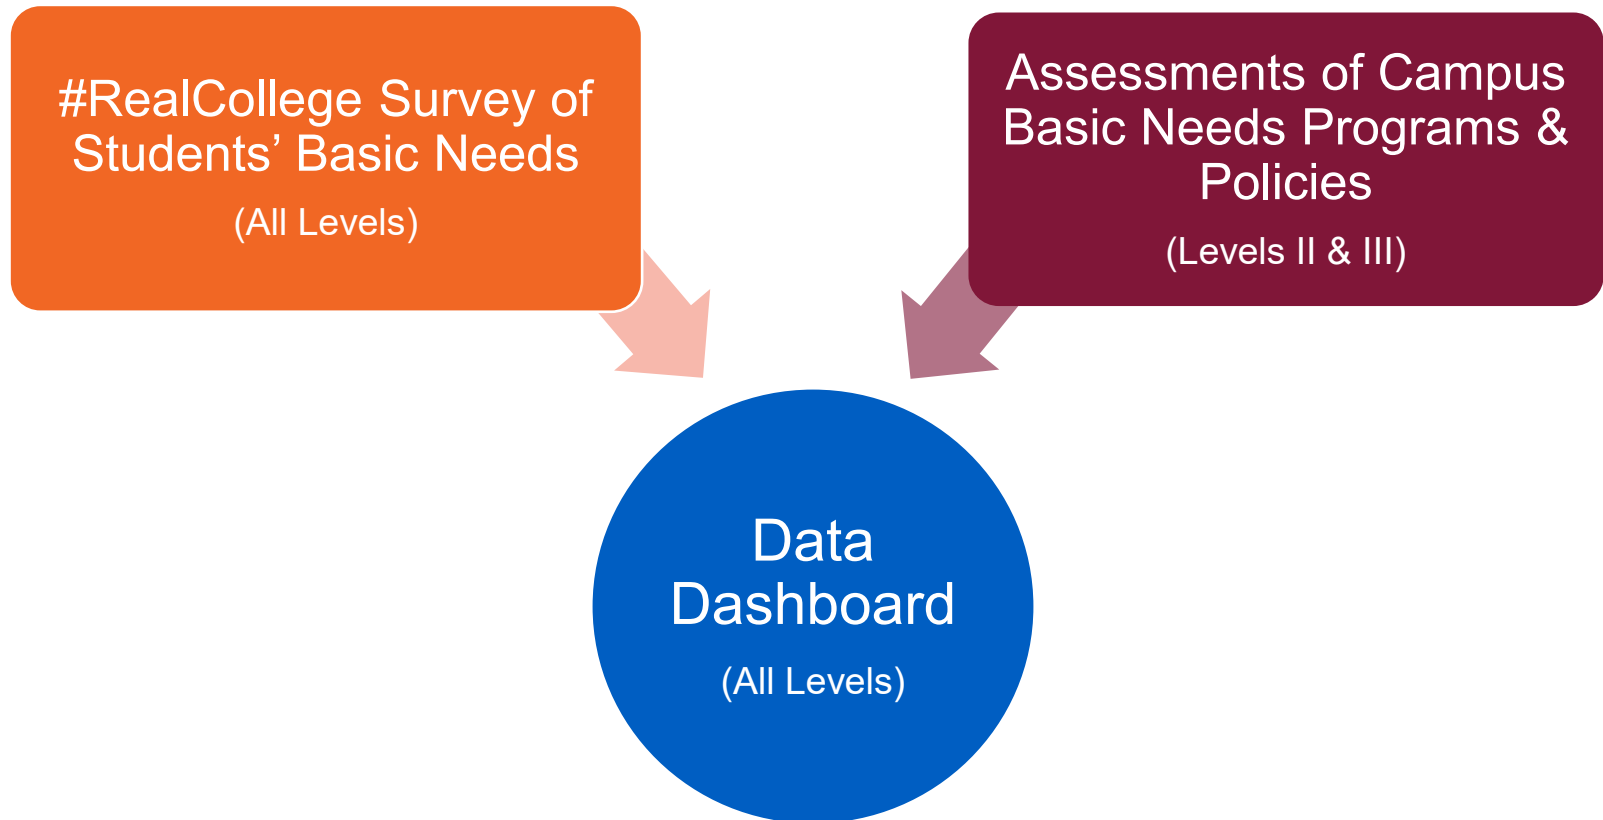 #RealCollege Survey of
Students’ Basic Needs
(All Levels)
Assessments of Campus
Basic Needs Programs &
Policies
(Levels II & III)
Data
Dashboard
(All Levels)